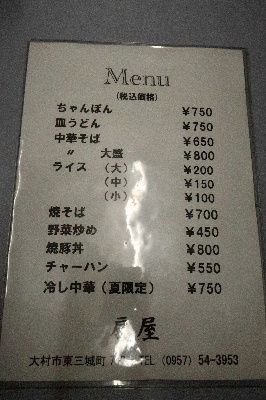 Menu
(税込価格)
ちゃんぽん ¥750
皿うどん ¥750
中華そば ¥650
〃 大盛 ¥800
ライス (大) ¥200
(中) ¥150
(小) ¥100
焼そば ¥700
野菜炒め ¥450
焼豚丼 ¥800
チャーハン ¥550
冷し中華 (夏限定) ¥750
屋
大村市東三城町 TEL (0957) 54-3953